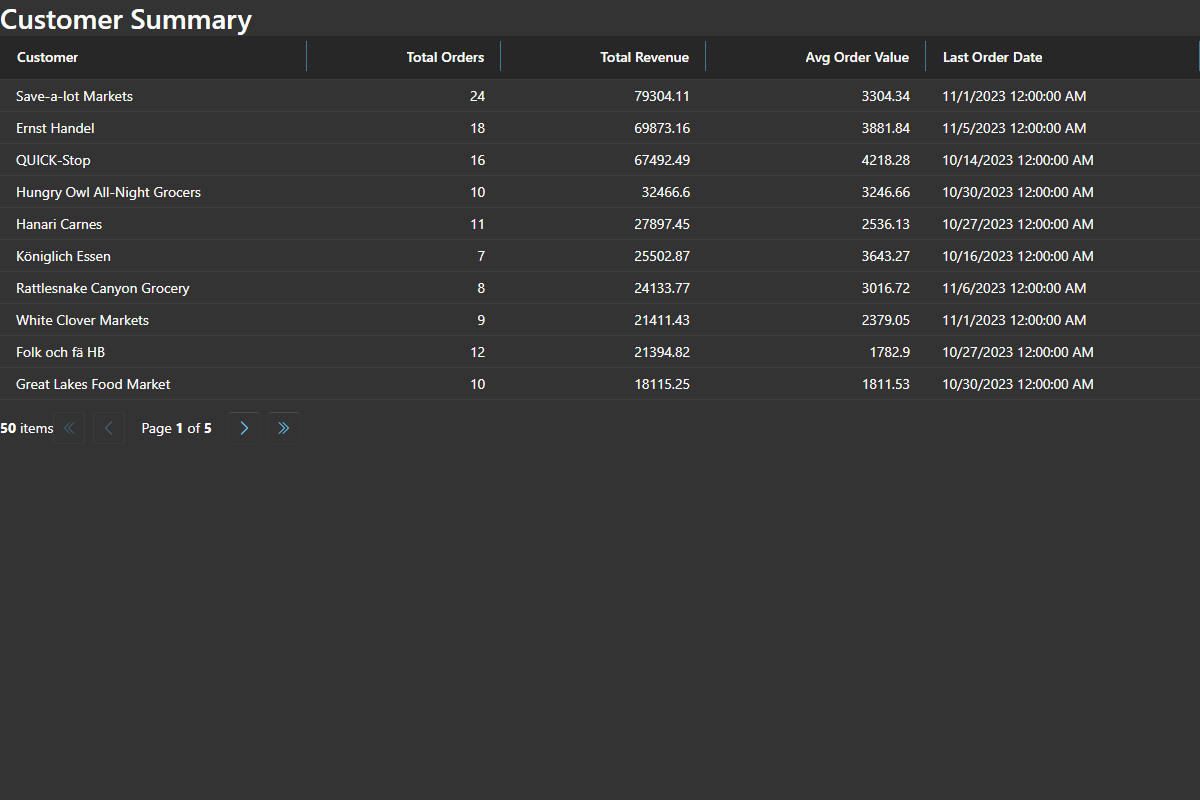 Customer Summary
Customer Total Orders Total Revenue Avg Order Value Last Order Date
Save-a-lot Markets 24 79304.11 3304.34 11/1/2023 12:00:00 AM
Ernst Handel 18 69873.16 3881.84 11/5/2023 12:00:00 AM
QUICK-Stop 16 67492.49 4218.28 10/14/2023 12:00:00 AM
Hungry Owl All-Night Grocers 10 32466.6 3246.66 10/30/2023 12:00:00 AM
Hanari Carnes 11 27897.45 2536.13 10/27/2023 12:00:00 AM
Königlich Essen 7 25502.87 3643.27 10/16/2023 12:00:00 AM
Rattlesnake Canyon Grocery 8 24133.77 3016.72 11/6/2023 12:00:00 AM
White Clover Markets 9 21411.43 2379.05 11/1/2023 12:00:00 AM
Folk och fä HB 12 21394.82 1782.9 10/27/2023 12:00:00 AM
Great Lakes Food Market 10 18115.25 1811.53 10/30/2023 12:00:00 AM
50 items Page 1 of 5